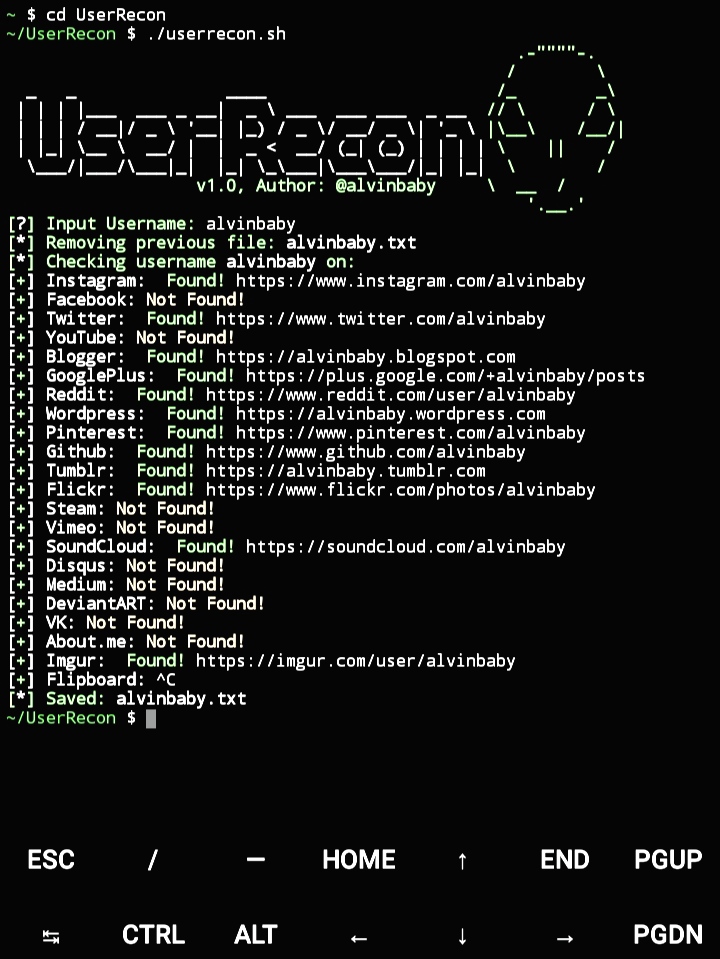 ~ $ cd UserRecon
~/UserRecon $ ./userrecon.sh
UserRecon
v1.0, Author: @alvinbaby
[?] Input Username: alvinbaby
[*] Removing previous file: alvinbaby.txt
[*] Checking username alvinbaby on:
[+] Instagram:  Found! https://www.instagram.com/alvinbaby
[+] Facebook: Not Found!
[+] Twitter:  Found! https://www.twitter.com/alvinbaby
[+] YouTube: Not Found!
[+] Blogger:  Found! https://alvinbaby.blogspot.com
[+] GooglePlus:  Found! https://plus.google.com/+alvinbaby/posts
[+] Reddit:  Found! https://www.reddit.com/user/alvinbaby
[+] Wordpress:  Found! https://alvinbaby.wordpress.com
[+] Pinterest:  Found! https://www.pinterest.com/alvinbaby
[+] Github:  Found! https://www.github.com/alvinbaby
[+] Tumblr:  Found! https://alvinbaby.tumblr.com
[+] Flickr:  Found! https://www.flickr.com/photos/alvinbaby
[+] Steam: Not Found!
[+] Vimeo: Not Found!
[+] SoundCloud:  Found! https://soundcloud.com/alvinbaby
[+] Disqus: Not Found!
[+] Medium: Not Found!
[+] DeviantART: Not Found!
[+] VK: Not Found!
[+] About.me: Not Found!
[+] Imgur:  Found! https://imgur.com/user/alvinbaby
[+] Flipboard: ^C
[*] Saved: alvinbaby.txt
~/UserRecon $
ESC / — HOME ↑ END PGUP
↹ CTRL ALT ← ↓ → PGDN